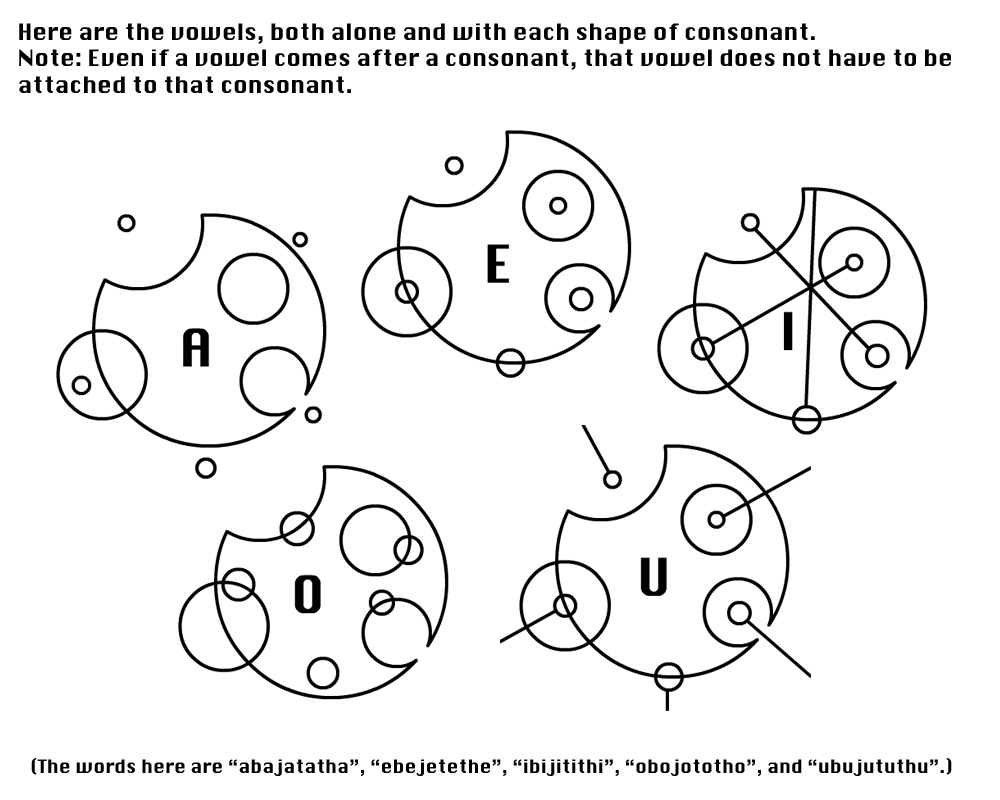 Here are the vowels, both alone and with each shape of consonant.
Note: Even if a vowel comes after a consonant, that vowel does not have to be
attached to that consonant.
E
I
A
O
U
(The words here are “abajatatha”, “ebejetethe”, “ibijitithi”, “obojototho”, and “ubujututhu”.)